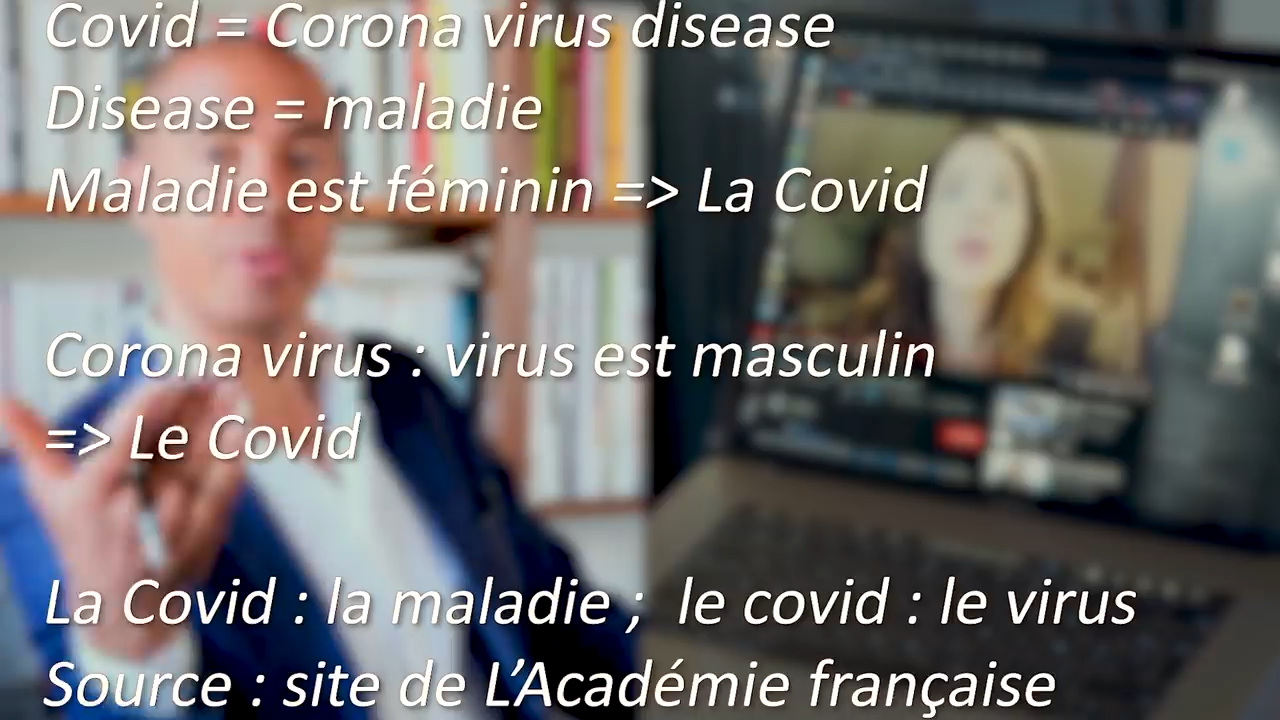 Covid = Corona virus disease
Disease = maladie
Maladie est féminin => La Covid
Corona virus : virus est masculin
=> Le Covid
La Covid : la maladie ; le covid : le virus
Source : site de L’Académie française